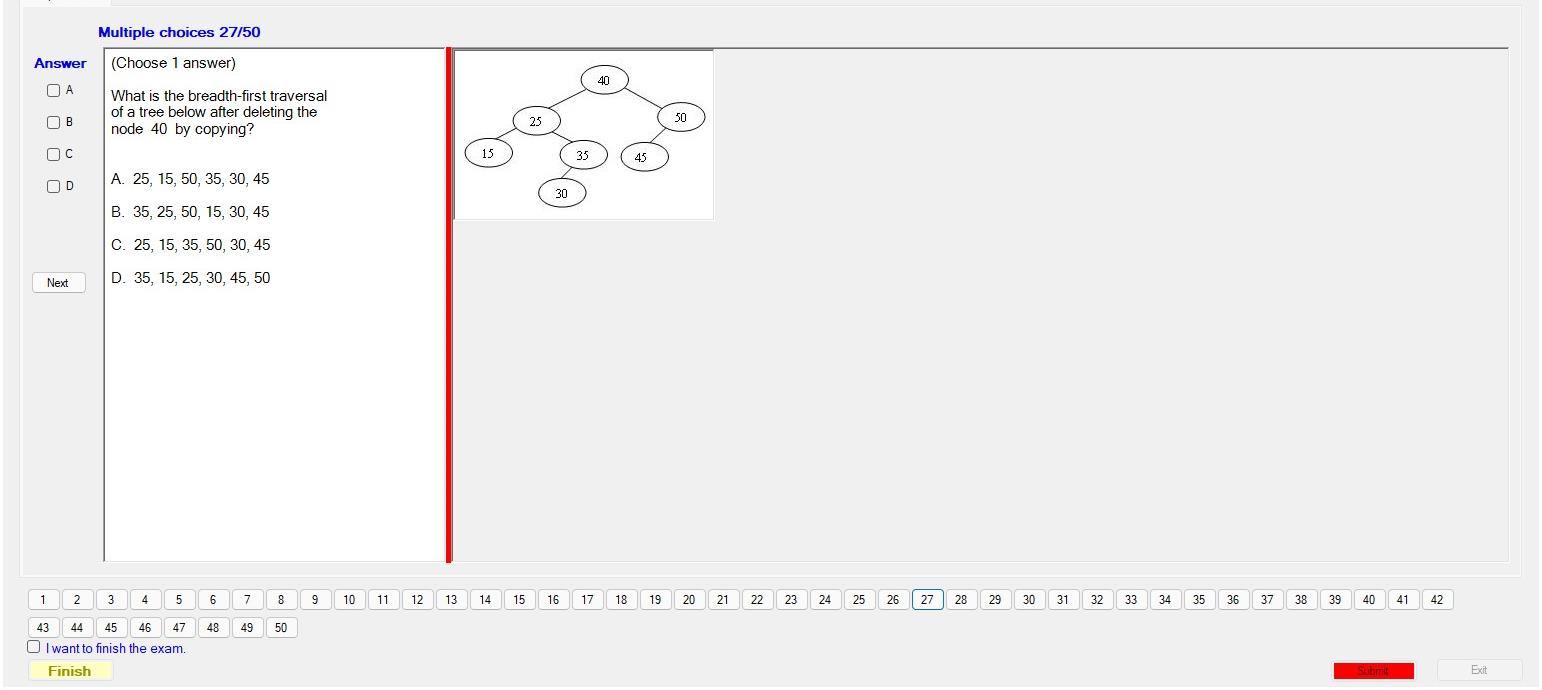 Multiple choices 27/50
Answer
A
B
C
D
Next
(Choose 1 answer)
What is the breadth-first traversal
of a tree below after deleting the
node 40 by copying?
A. 25, 15, 50, 35, 30, 45
B. 35, 25, 50, 15, 30, 45
C. 25, 15, 35, 50, 30, 45
D. 35, 15, 25, 30, 45, 50
40
25
50
15
35
45
30
1 2 3 4 5 6 7 8 9 10 11 12 13 14 15 16 17 18 19 20 21 22 23 24 25 26 27 28 29 30 31 32 33 34 35 36 37 38 39 40 41 42
43 44 45 46 47 48 49 50
I want to finish the exam.
Finish
Submit
Exit